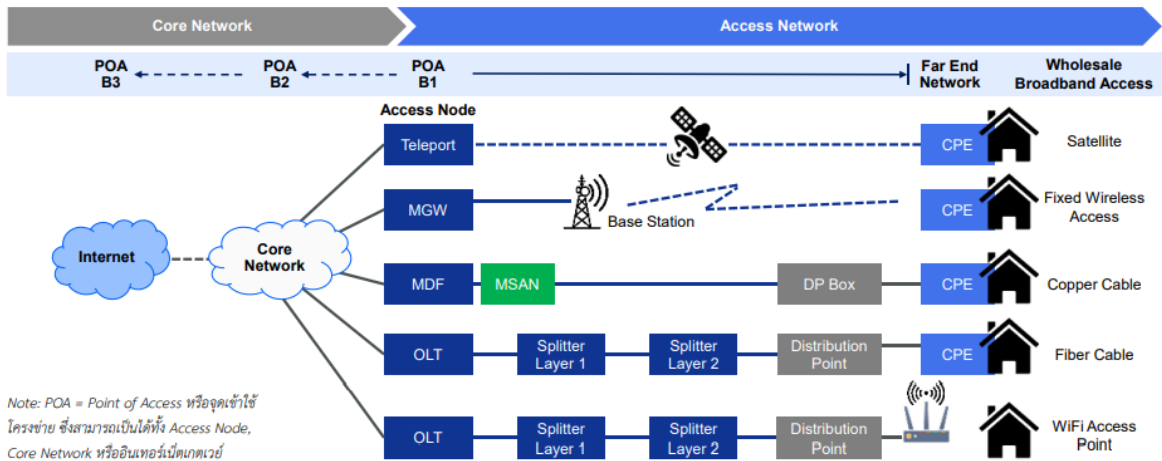 Core Network
Access Network
POA
B3
POA
B2
POA
B1
Far End
Network
Wholesale
Broadband Access
Access Node
Teleport
CPE
Satellite
MGW
Base Station
CPE
Fixed Wireless
Access
Internet
Core
Network
MDF
MSAN
DP Box
CPE
Copper Cable
OLT
Splitter
Layer 1
Splitter
Layer 2
Distribution
Point
CPE
Fiber Cable
OLT
Splitter
Layer 1
Splitter
Layer 2
Distribution
Point
WiFi Access
Point
Note: POA = Point of Access หรือจุดเข้าใช้
โครงข่าย ซึ่งสามารถเป็นได้ทั้ง Access Node,
Core Network หรืออินเทอร์เน็ตเกตเวย์